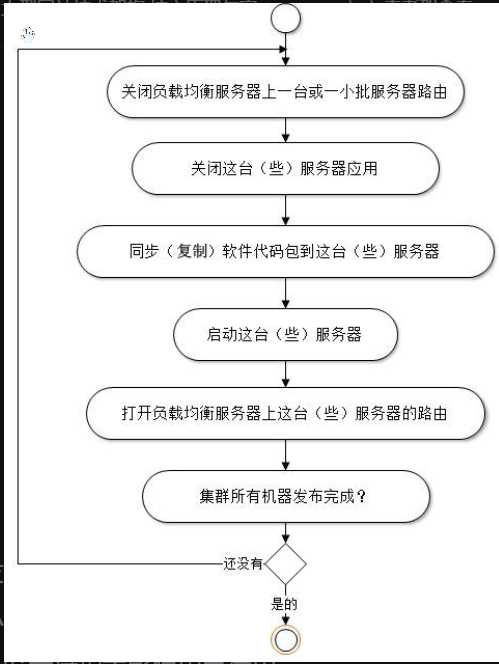 关闭负载均衡服务器上一台或一小批服务器路由
关闭这台（些）服务器应用
同步（复制）软件代码包到这台（些）服务器
启动这台（些）服务器
打开负载均衡服务器上这台（些）服务器的路由
集群所有机器发布完成？
还没有
是的